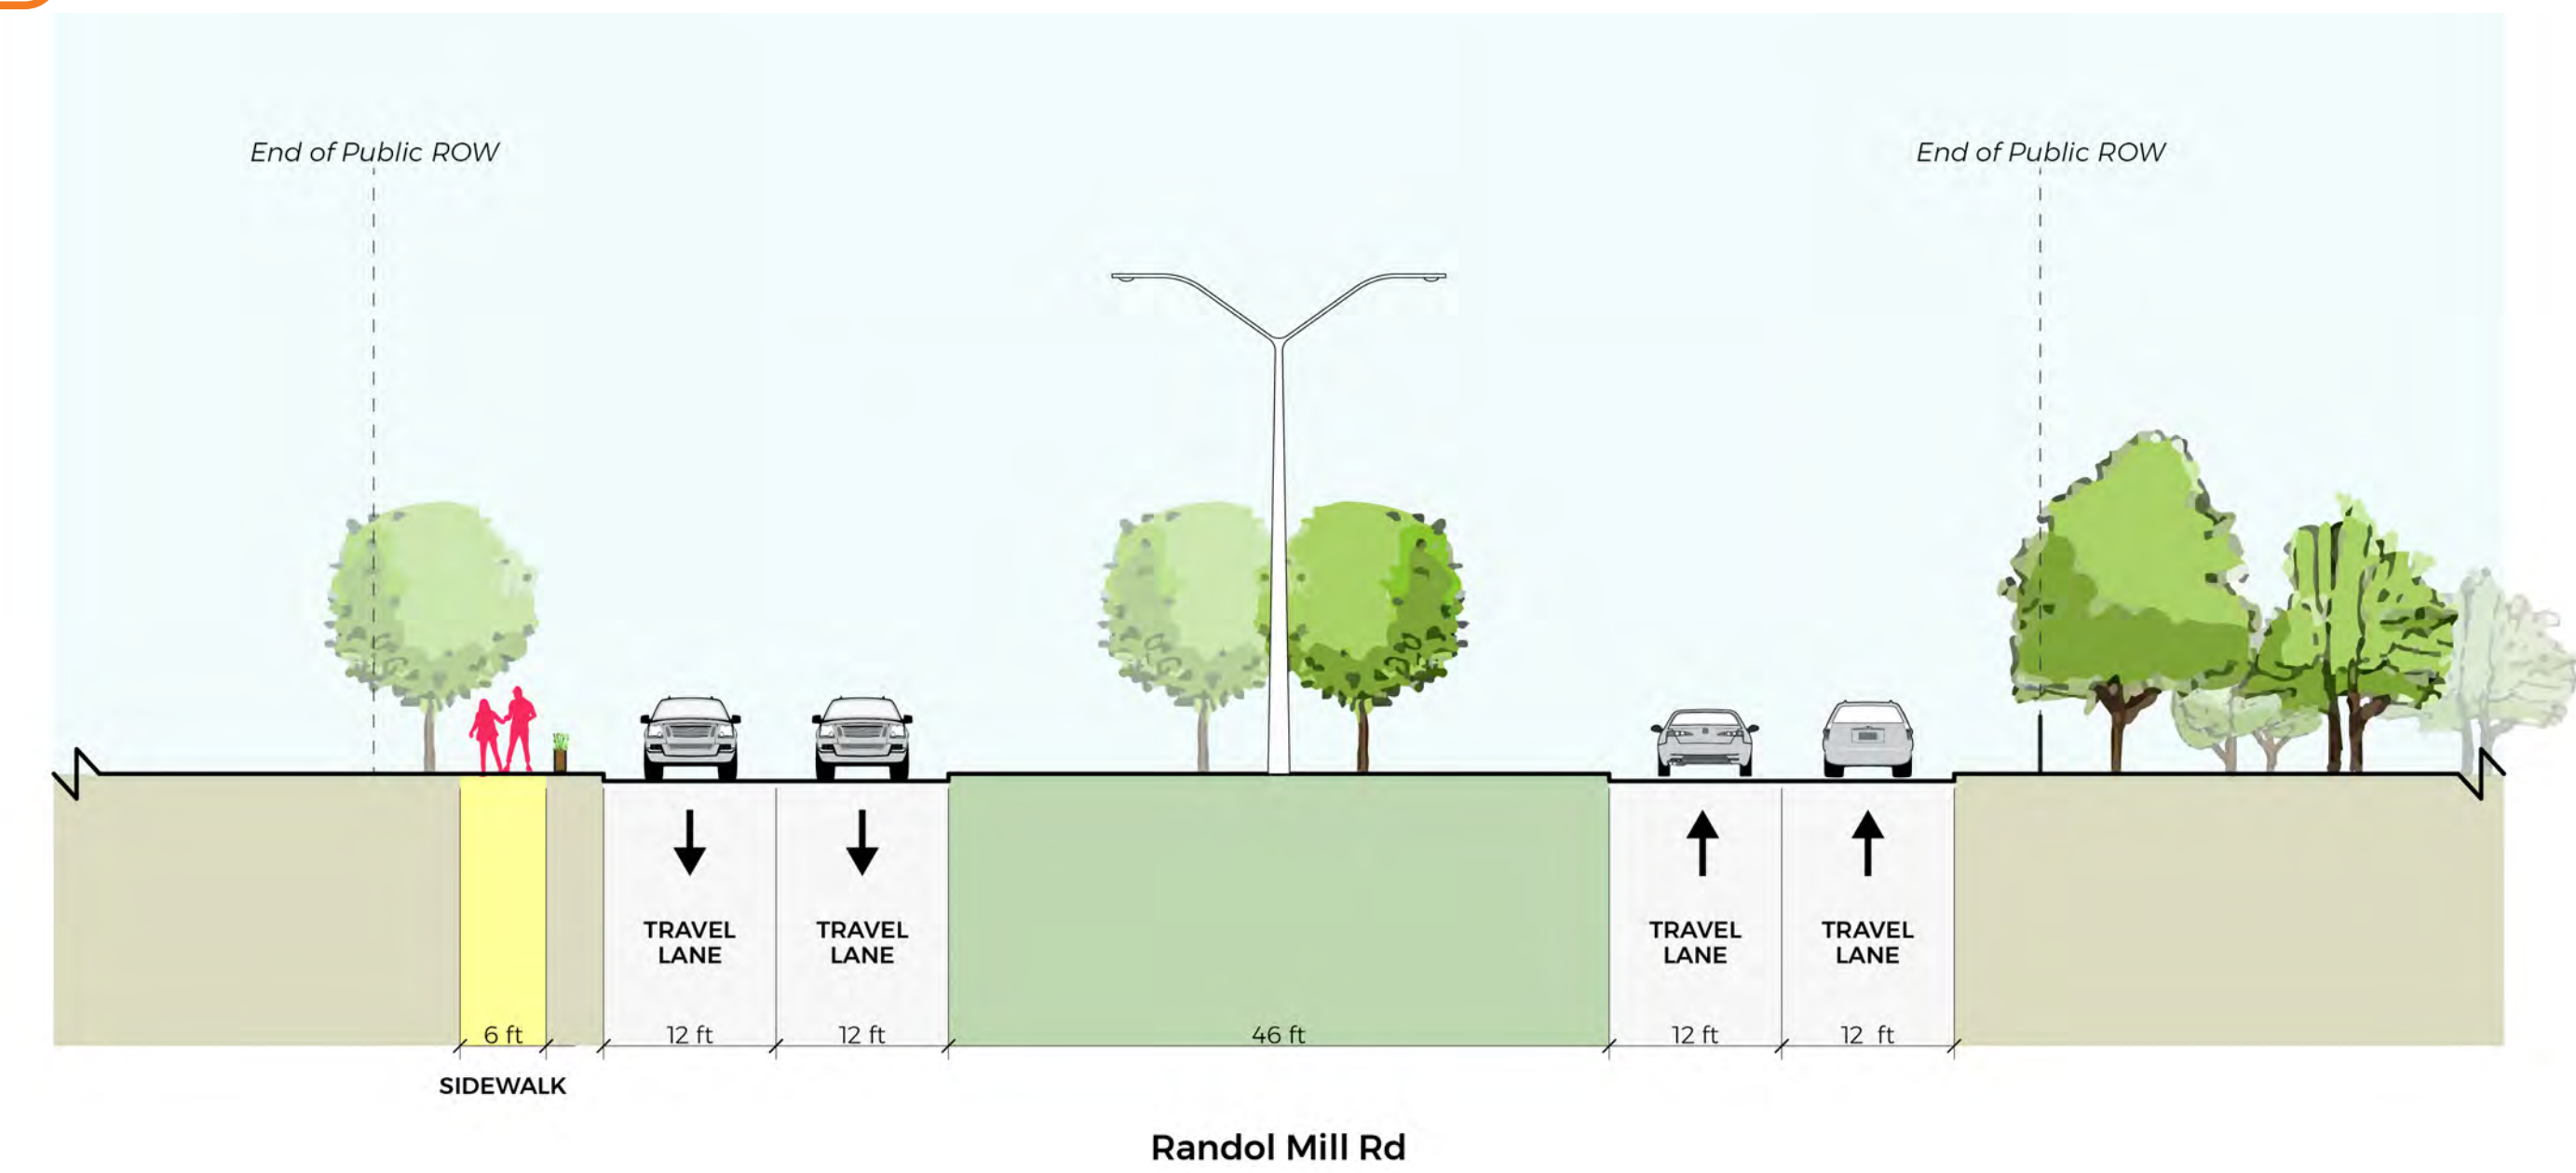 End of Public ROW
End of Public ROW
TRAVEL
LANE
TRAVEL
LANE
TRAVEL
LANE
TRAVEL
LANE
6 ft
12 ft
12 ft
46 ft
12 ft
12 ft
SIDEWALK
Randol Mill Rd